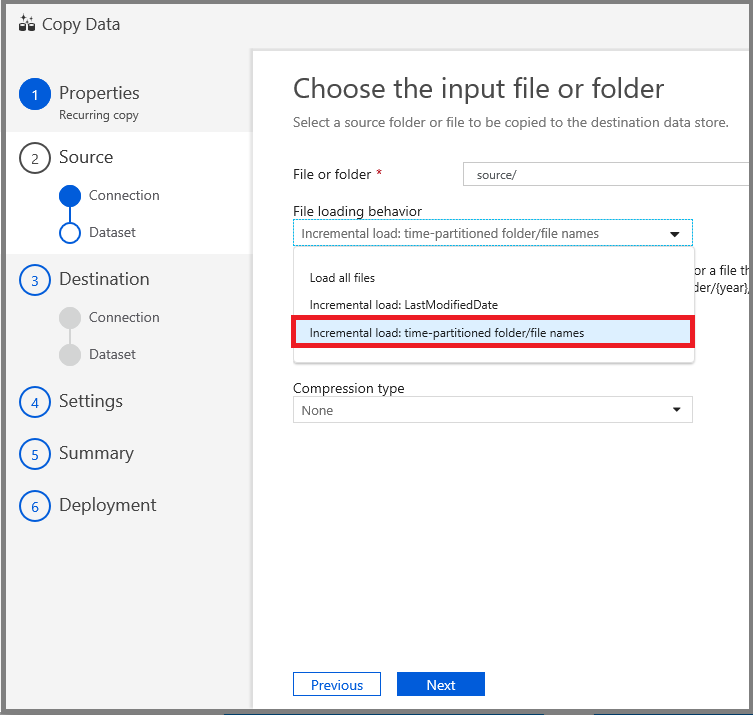 Copy Data
1 Properties
Recurring copy
2 Source
Connection
Dataset
3 Destination
Connection
Dataset
4 Settings
5 Summary
6 Deployment
Choose the input file or folder
Select a source folder or file to be copied to the destination data store.
File or folder *
source/
File loading behavior
Incremental load: time-partitioned folder/file names
or a file th
der/{year},
Load all files
Incremental load: LastModifiedDate
Incremental load: time-partitioned folder/file names
Compression type
None
Previous
Next